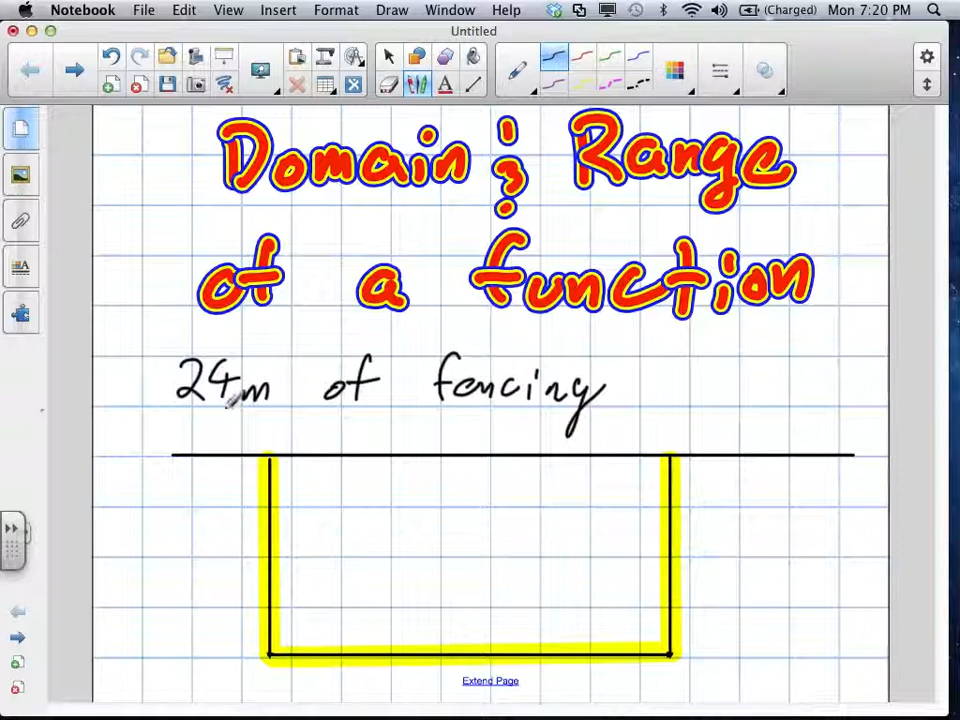 Notebook File Edit View Insert Format Draw Window Help (Charged) Mon 7:20 PM
Untitled
Domain & Range
of a function
24m of fencing
Extend Page